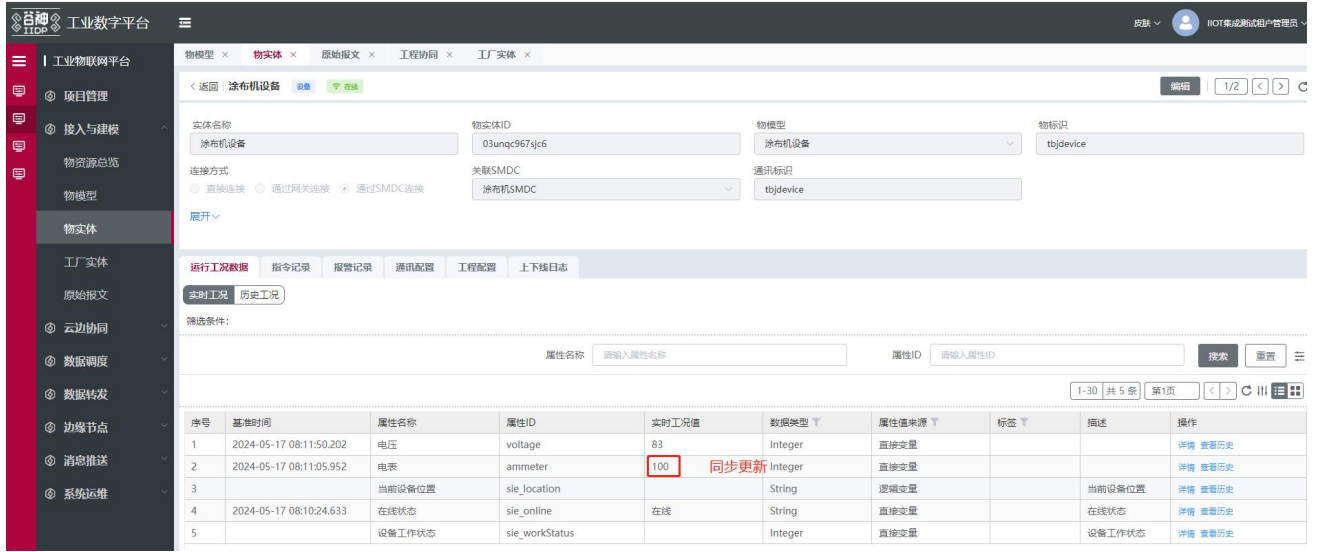 谷神 IIDP 工业数字平台 皮肤 IIOT集成测试租户管理员
工业物联网平台
项目管理
接入与建模
物资源总览
物模型
物实体
工厂实体
原始报文
云边协同
数据调度
数据转发
边缘节点
消息推送
系统运维
物模型 × 物实体 × 原始报文 × 工程协同 × 工厂实体 ×
返回 涂布机设备 设备 在线 编辑 1/2
实体名称 物实体ID 物模型 物标识
涂布机设备 03unqc967sjc6 涂布机设备 tbjdevice
连接方式 关联SMDC 通讯标识
直接连接 通过网关连接 通过SMDC连接 涂布机SMDC tbjdevice
展开
运行工况数据 指令记录 报警记录 通讯配置 工程配置 上下线日志
实时工况 历史工况
筛选条件：
属性名称 请输入属性名称 属性ID 请输入属性ID 搜索 重置
1-30 共 5 条 第1页
序号 基准时间 属性名称 属性ID 实时工况值 数据类型 属性值来源 标签 描述 操作
1 2024-05-17 08:11:50.202 电压 voltage 83 Integer 直接变量 详情 查看历史
2 2024-05-17 08:11:05.952 电表 ammeter 100 同步更新 Integer 直接变量 详情 查看历史
3 当前设备位置 sie_location String 逻辑变量 当前设备位置 详情 查看历史
4 2024-05-17 08:10:24.633 在线状态 sie_online 在线 String 直接变量 在线状态 详情 查看历史
5 设备工作状态 sie_workStatus Integer 直接变量 设备工作状态 详情 查看历史